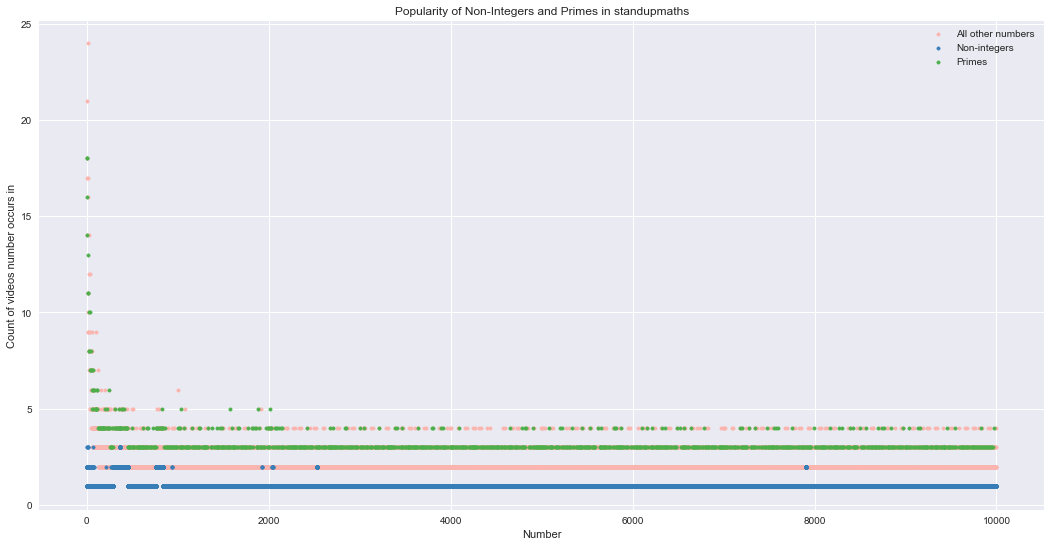 Popularity of Non-Integers and Primes in standupmaths
All other numbers
Non-integers
Primes
Count of videos number occurs in
25
20
15
10
5
0
0 2000 4000 6000 8000 10000
Number